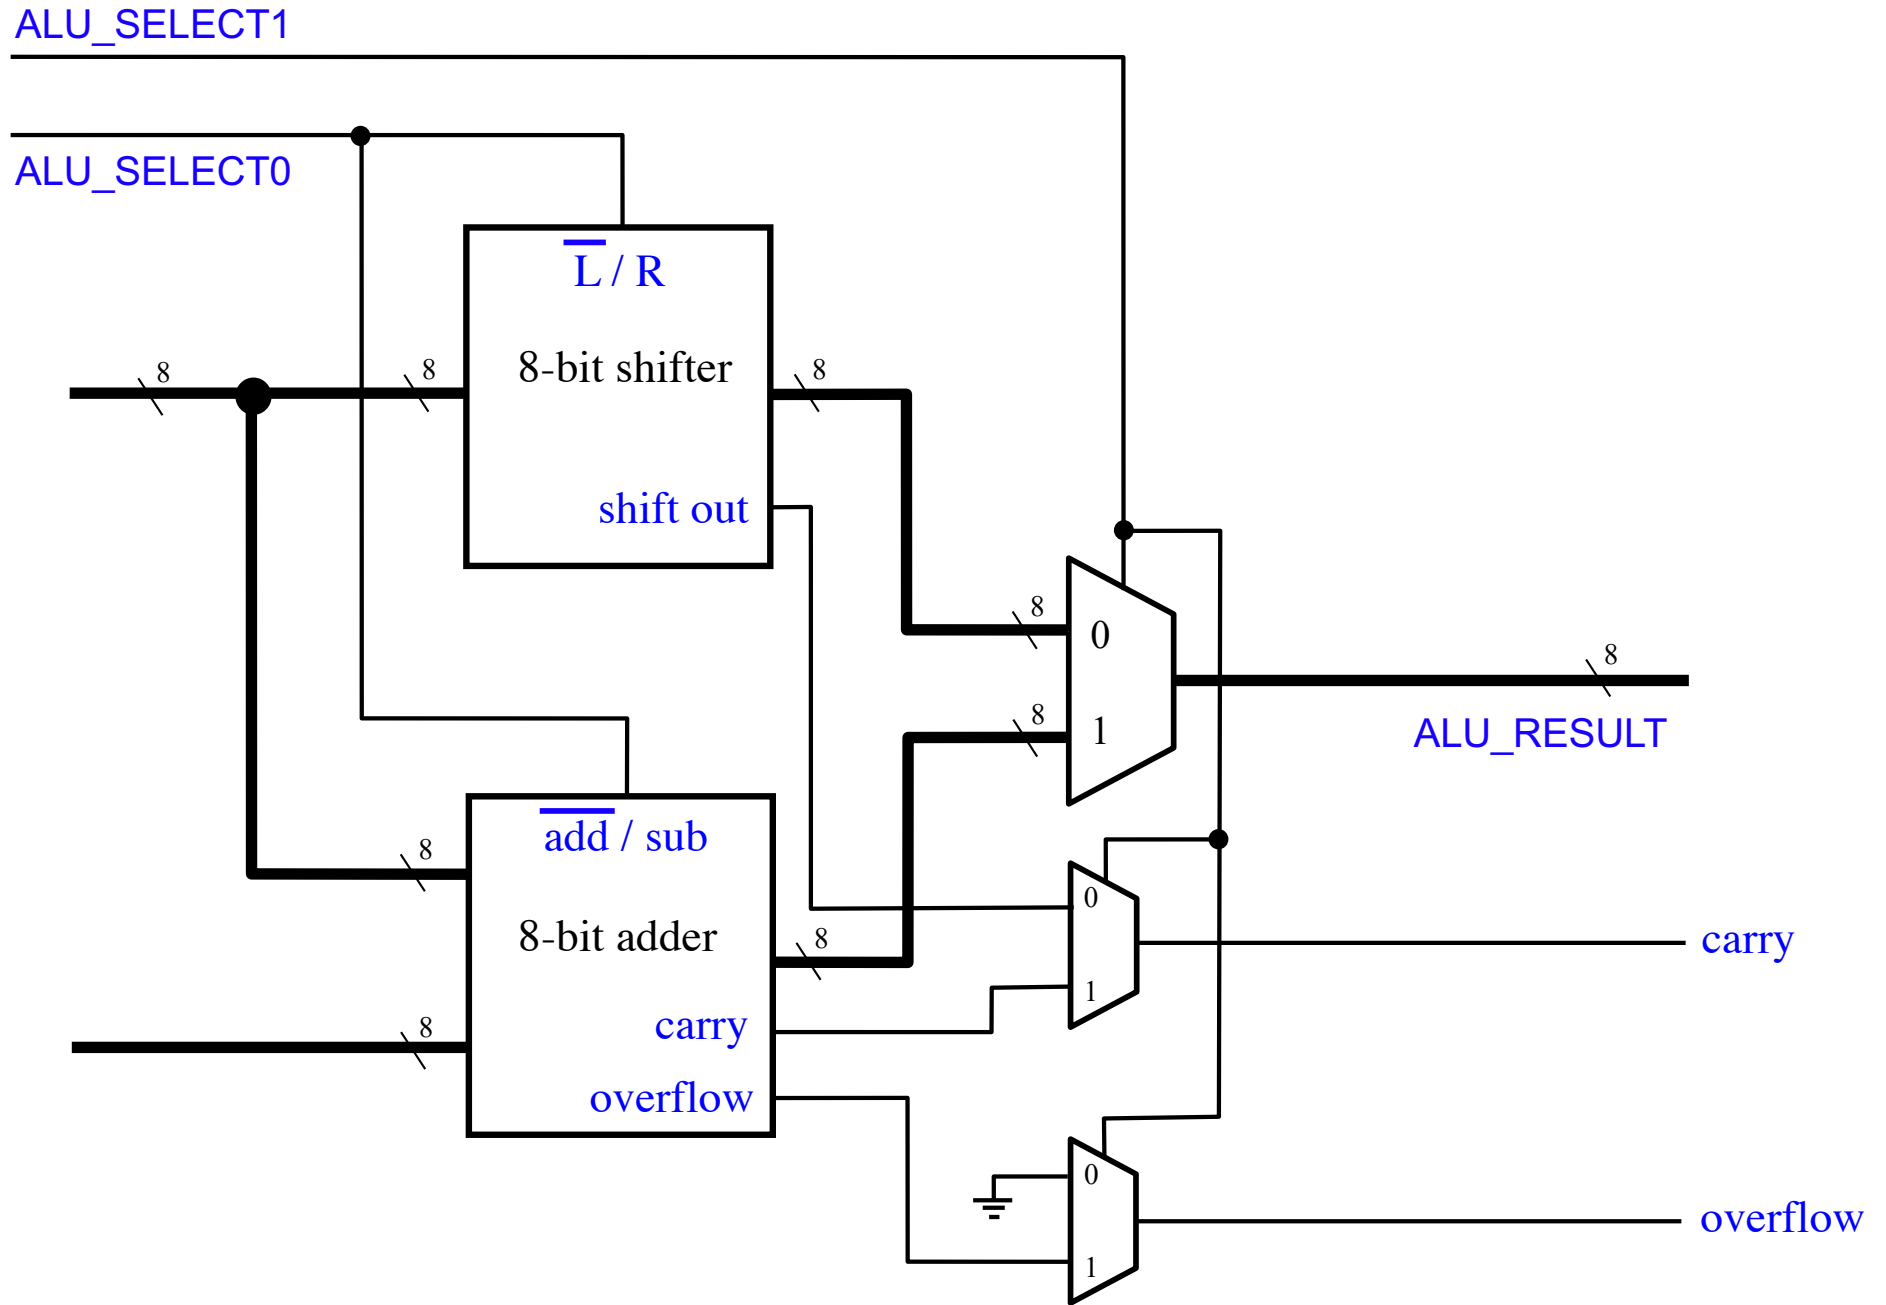 ALU_SELECT1
ALU_SELECT0
L / R
8-bit shifter
8
8
8
shift out
8
0
8
ALU_RESULT
8
1
add / sub
8
8-bit adder
8
0
carry
1
carry
8
overflow
0
overflow
1